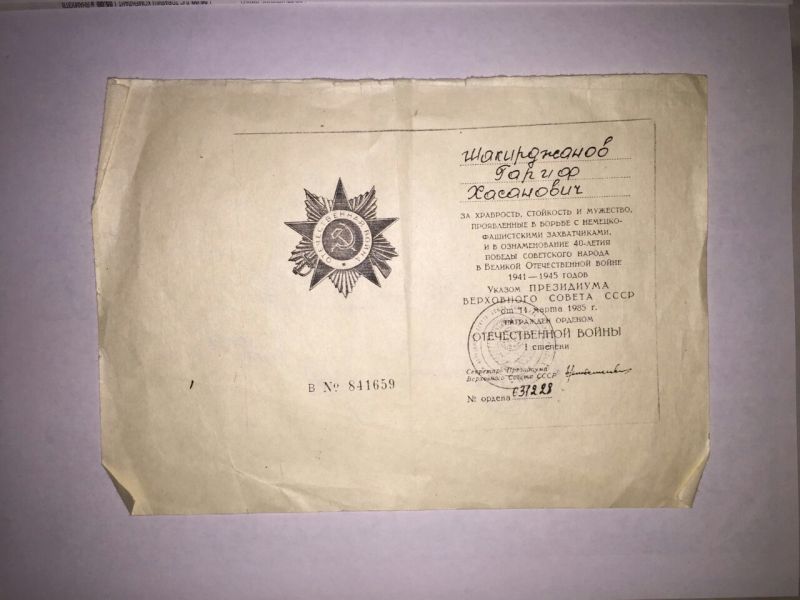 ОТЕЧЕСТВЕННАЯ ВОЙНА
В № 841659
Шакирджанов
Гариф
Хасанович
ЗА ХРАБРОСТЬ, СТОЙКОСТЬ И МУЖЕСТВО,
ПРОЯВЛЕННЫЕ В БОРЬБЕ С НЕМЕЦКО-
ФАШИСТСКИМИ ЗАХВАТЧИКАМИ,
И В ОЗНАМЕНОВАНИЕ 40-ЛЕТИЯ
ПОБЕДЫ СОВЕТСКОГО НАРОДА
В ВЕЛИКОЙ ОТЕЧЕСТВЕННОЙ ВОЙНЕ
1941—1945 ГОДОВ
УКАЗОМ ПРЕЗИДИУМА
ВЕРХОВНОГО СОВЕТА СССР
от 11 марта 1985 г.
НАГРАЖДЕН ОРДЕНОМ
ОТЕЧЕСТВЕННОЙ ВОЙНЫ
I степени
Секретарь Президиума
Верховного Совета СССР
№ ордена